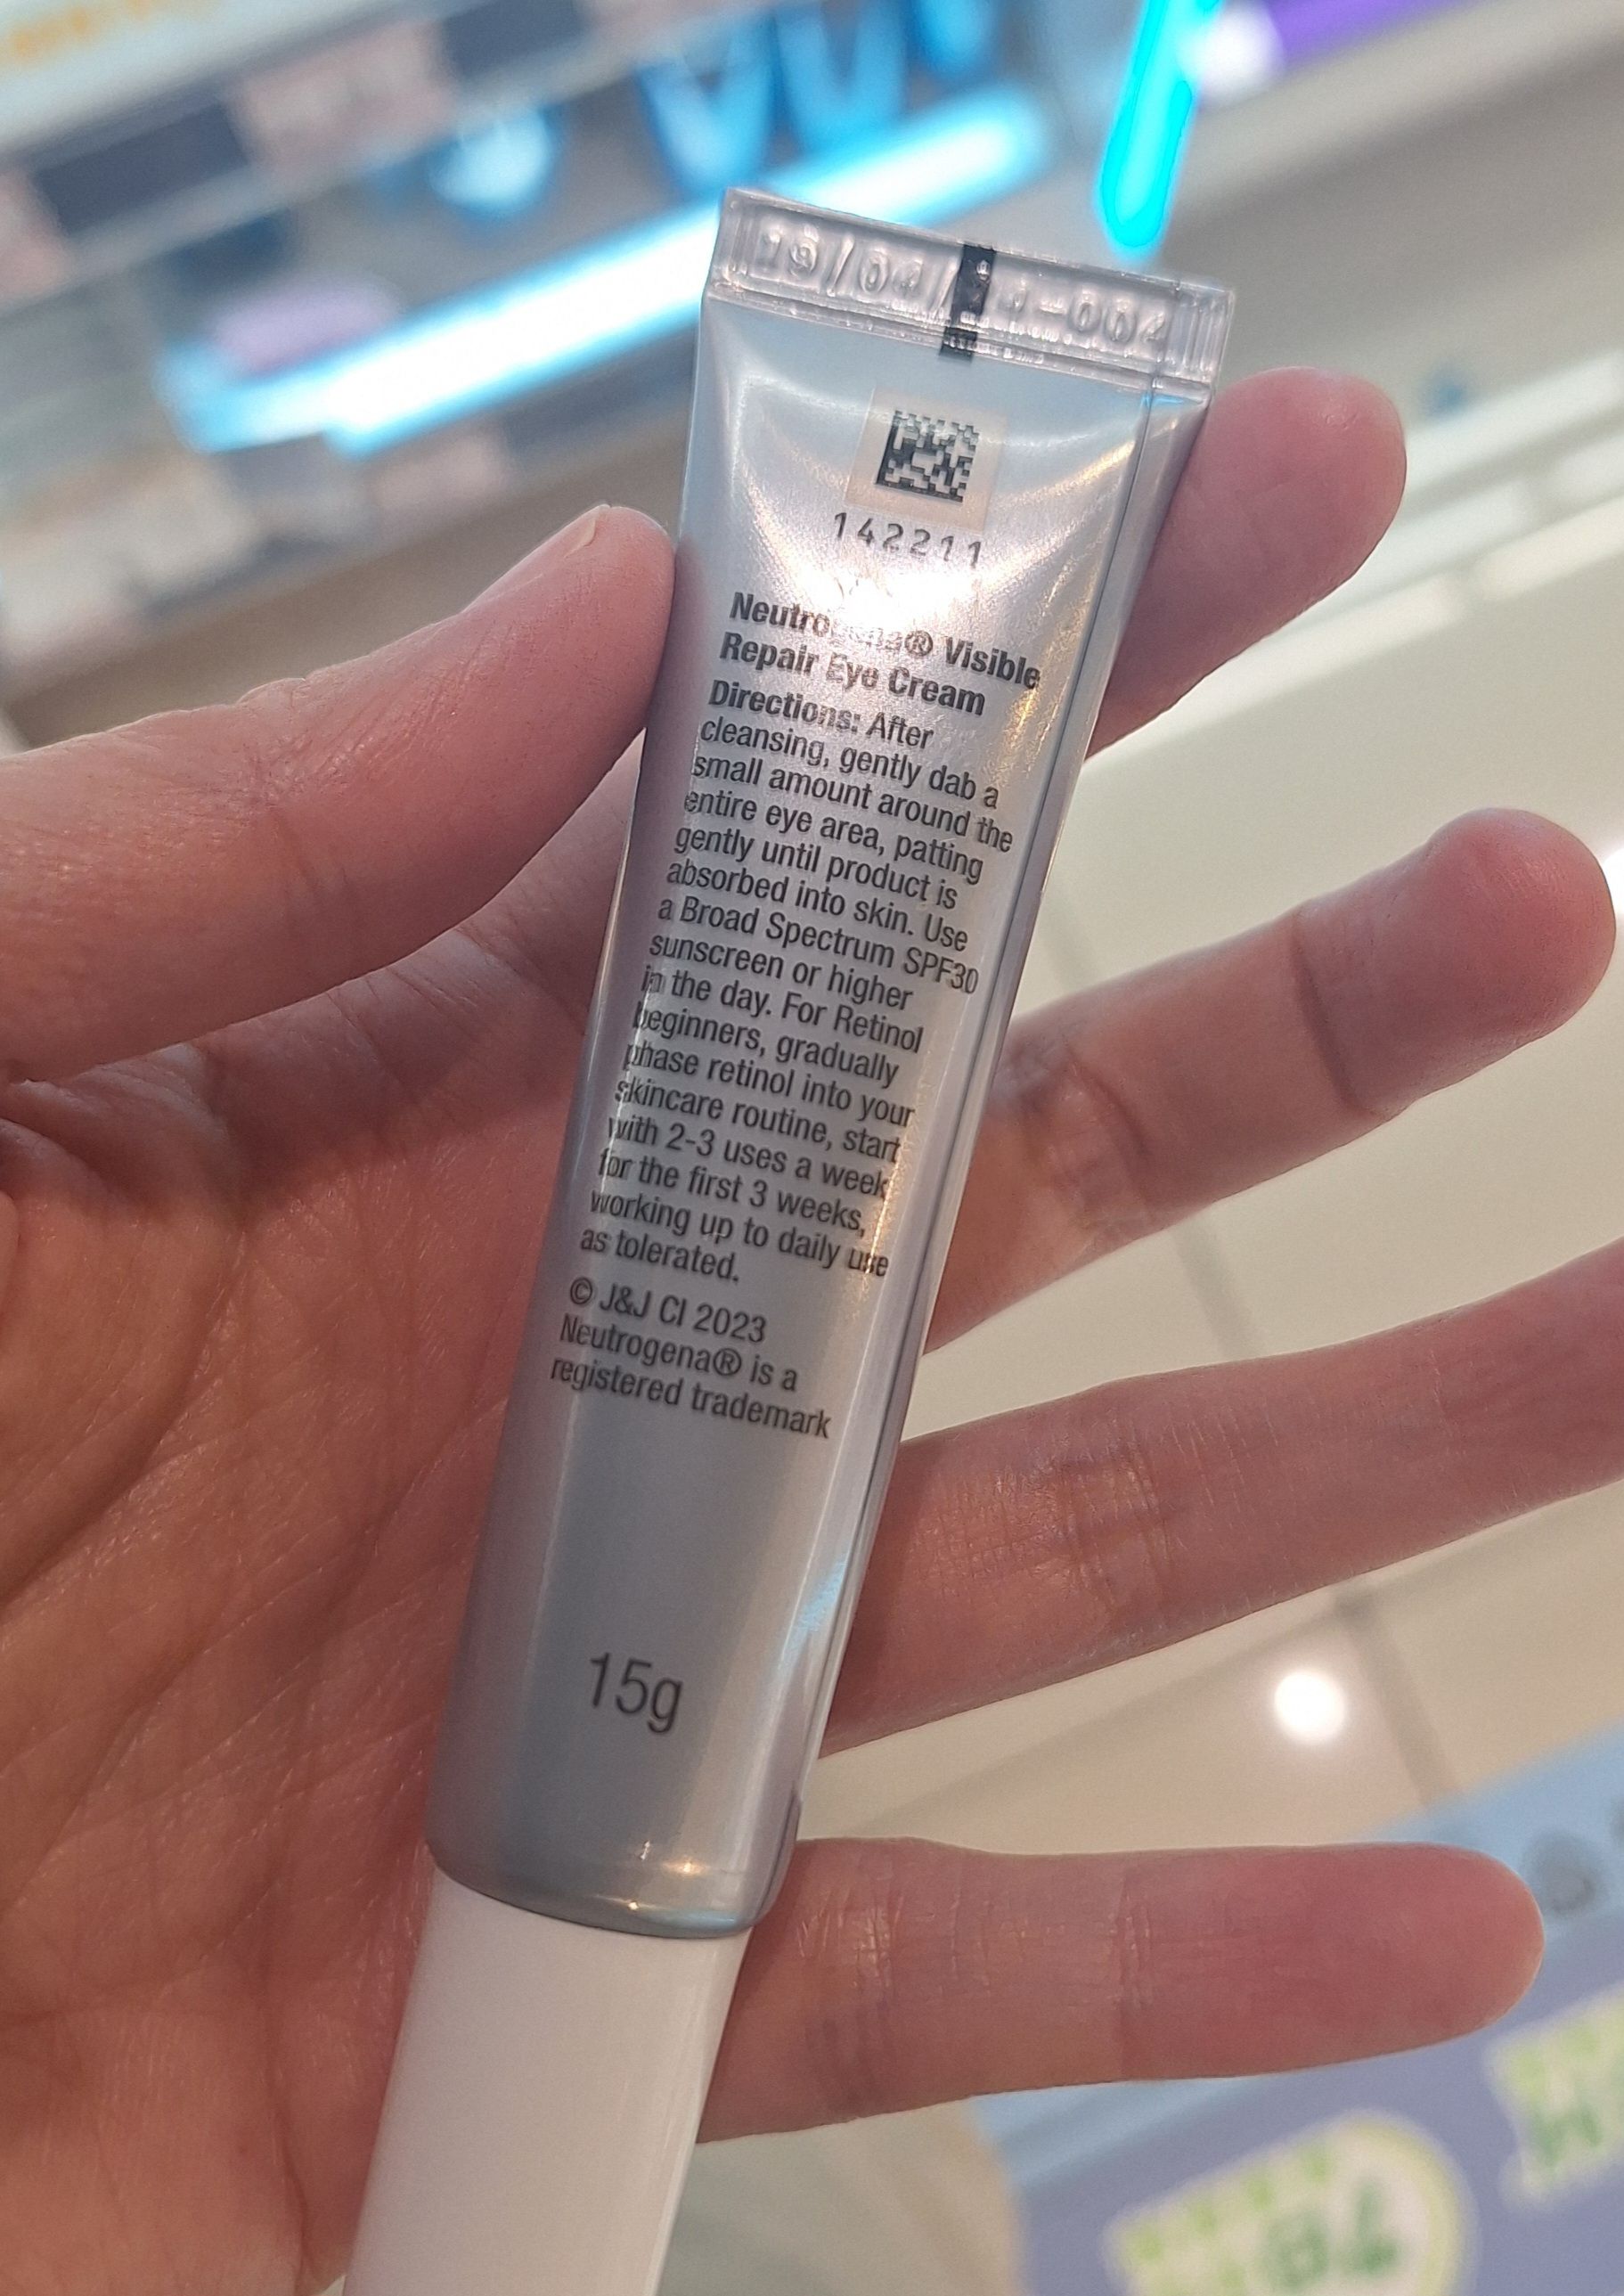 142211
Neutrogena® Visible
Repair Eye Cream
Directions: After
cleansing, gently dab a
small amount around the
entire eye area, patting
gently until product is
absorbed into skin. Use
a Broad Spectrum SPF30
sunscreen or higher
in the day. For Retinol
beginners, gradually
phase retinol into your
skincare routine, start
with 2-3 uses a week
for the first 3 weeks,
working up to daily use
as tolerated.
© J&J CI 2023
Neutrogena® is a
registered trademark
15g